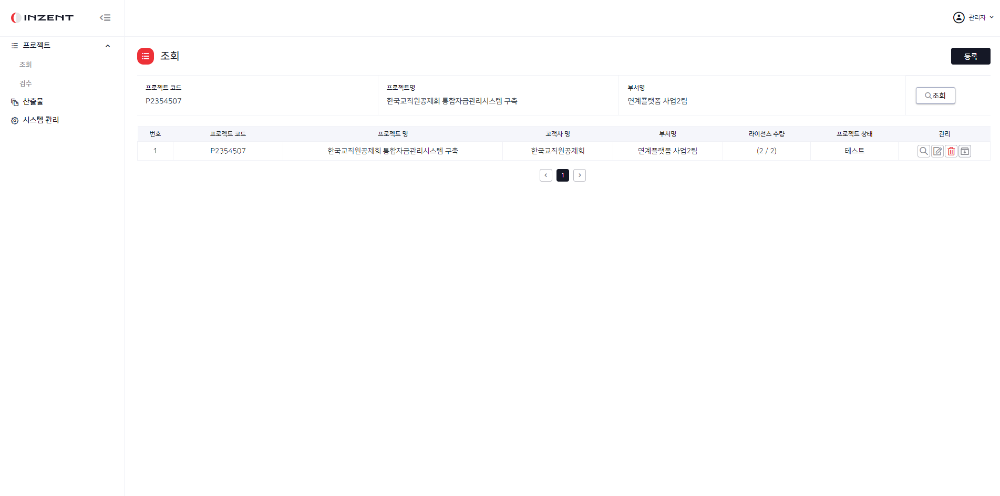 INZENT
관리자
프로젝트
조회
검수
산출물
시스템 관리
조회
등록
프로젝트 코드
P2354507
프로젝트명
한국교직원공제회 통합자금관리시스템 구축
부서명
연계플랫폼 사업2팀
조회
번호 프로젝트 코드 프로젝트 명 고객사 명 부서명 라이선스 수량 프로젝트 상태 관리
1 P2354507 한국교직원공제회 통합자금관리시스템 구축 한국교직원공제회 연계플랫폼 사업2팀 (2 / 2) 테스트
1